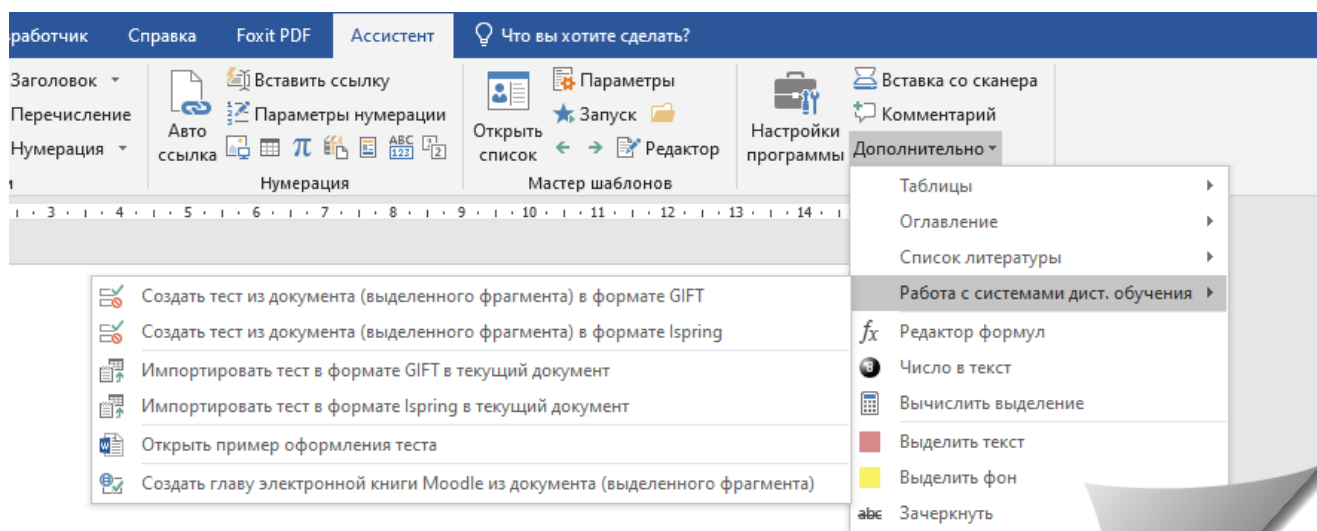 работчик Справка Foxit PDF Ассистент Что вы хотите сделать?
Заголовок Вставить ссылку Параметры Вставка со сканера
Перечисление Параметры нумерации Запуск Комментарий
Нумерация Авто ссылка ABC 123 Открыть список Редактор Настройки программы Дополнительно
и Нумерация Мастер шаблонов
3 4 5 6 7 8 9 10 11 12 13 14
Таблицы
Оглавление
Список литературы
Работа с системами дист. обучения
Создать тест из документа (выделенного фрагмента) в формате GIFT
Создать тест из документа (выделенного фрагмента) в формате Ispring
Импортировать тест в формате GIFT в текущий документ
Импортировать тест в формате Ispring в текущий документ
Открыть пример оформления теста
Создать главу электронной книги Moodle из документа (выделенного фрагмента)
fx Редактор формул
Число в текст
Вычислить выделение
Выделить текст
Выделить фон
abc Зачеркнуть